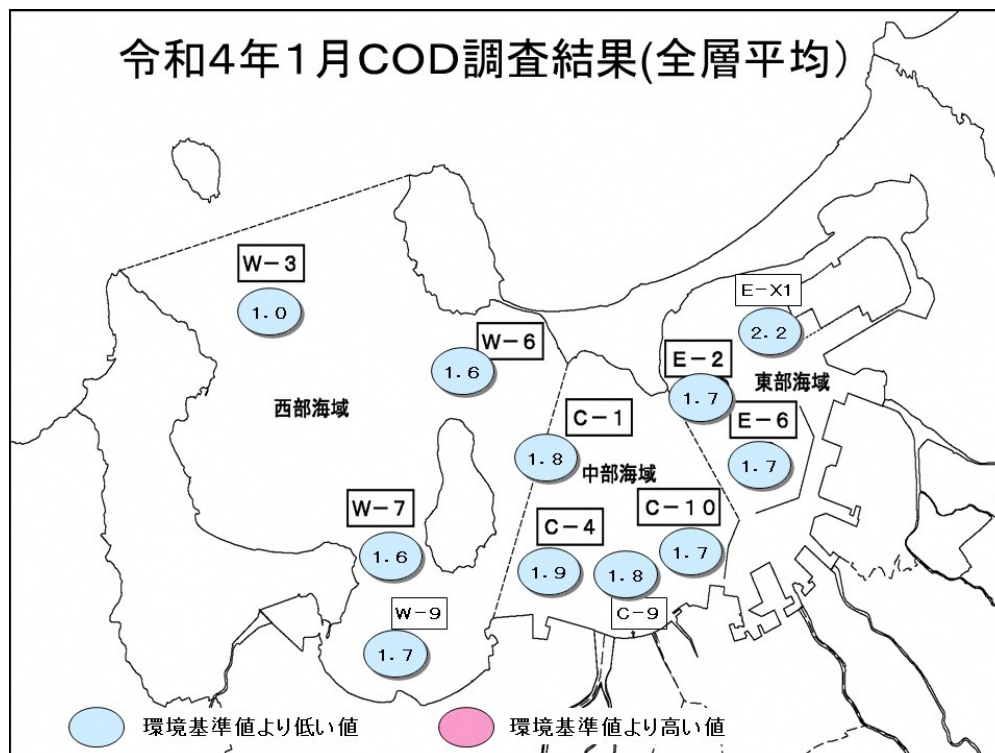 令和4年1月COD調査結果(全層平均)
W-3
1.0
E-X1
2.2
W-6
1.6
E-2
1.7
東部海域
西部海域
C-1
1.8
E-6
1.7
中部海域
W-7
1.6
C-4
1.9
C-10
1.7
1.8
C-9
W-9
1.7
環境基準値より低い値
環境基準値より高い値